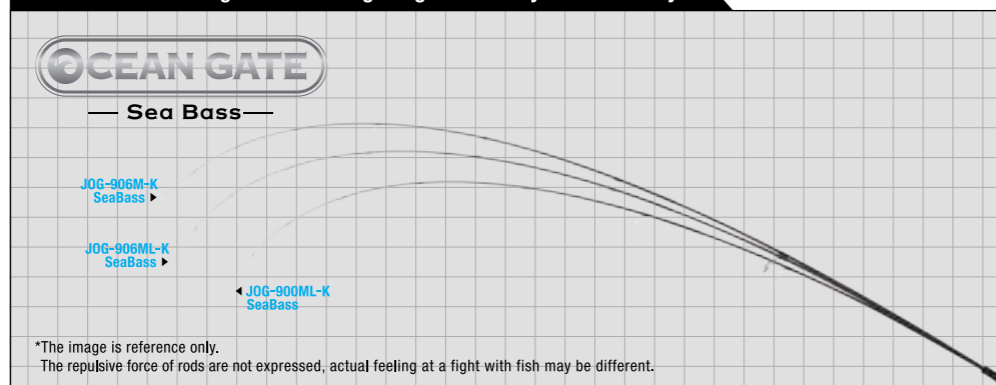 OCEAN GATE
Sea Bass
JOG-906M-K
SeaBass
JOG-906ML-K
SeaBass
JOG-900ML-K
SeaBass
*The image is reference only.
The repulsive force of rods are not expressed, actual feeling at a fight with fish may be different.